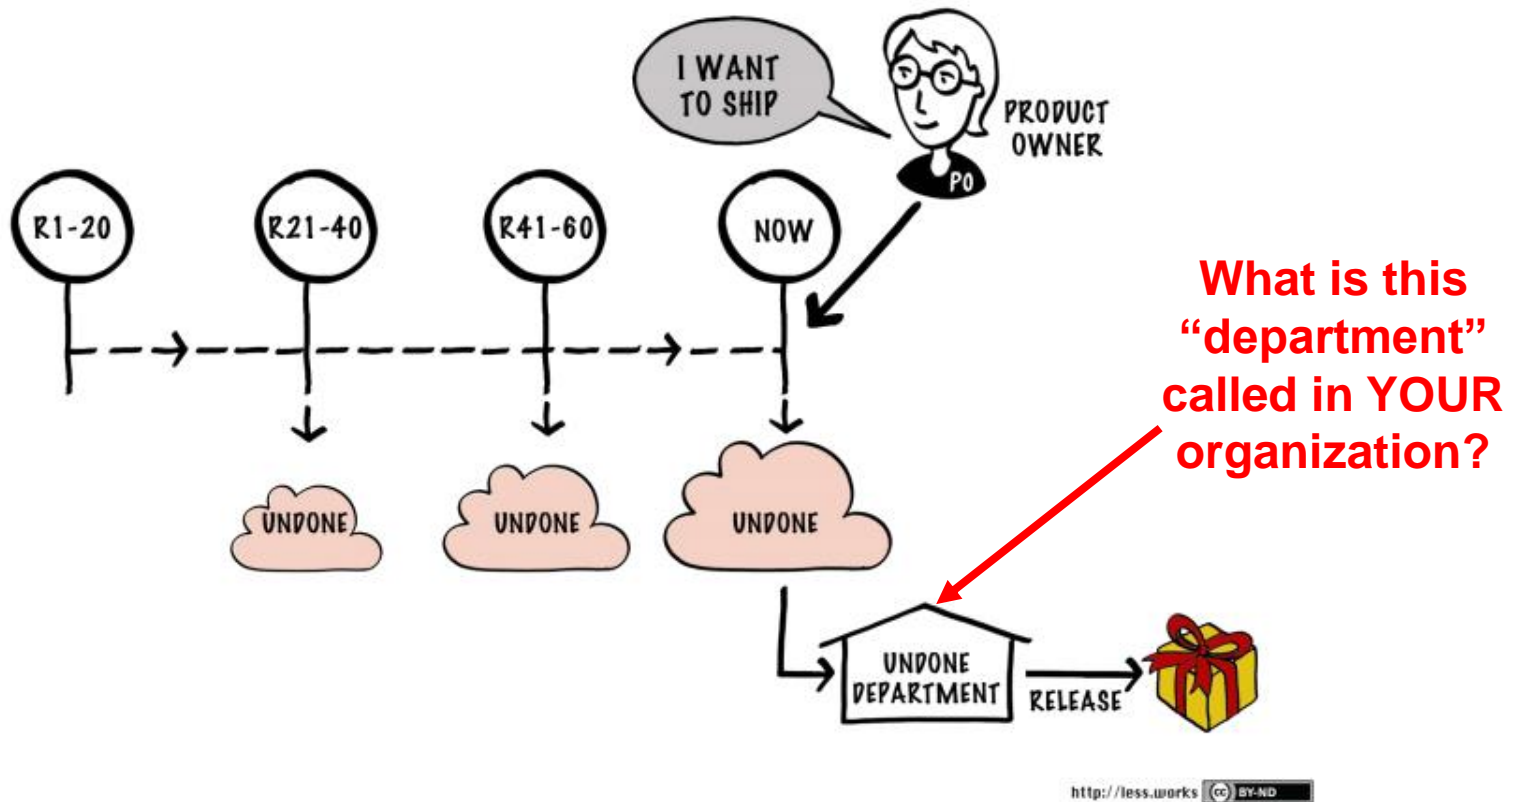 I WANT
TO SHIP
PRODUCT
OWNER
PO
R1-20
R21-40
R41-60
NOW
What is this
“department”
called in YOUR
organization?
UNDONE
UNDONE
UNDONE
UNDONE
DEPARTMENT
RELEASE
http://less.works
cc
BY-ND